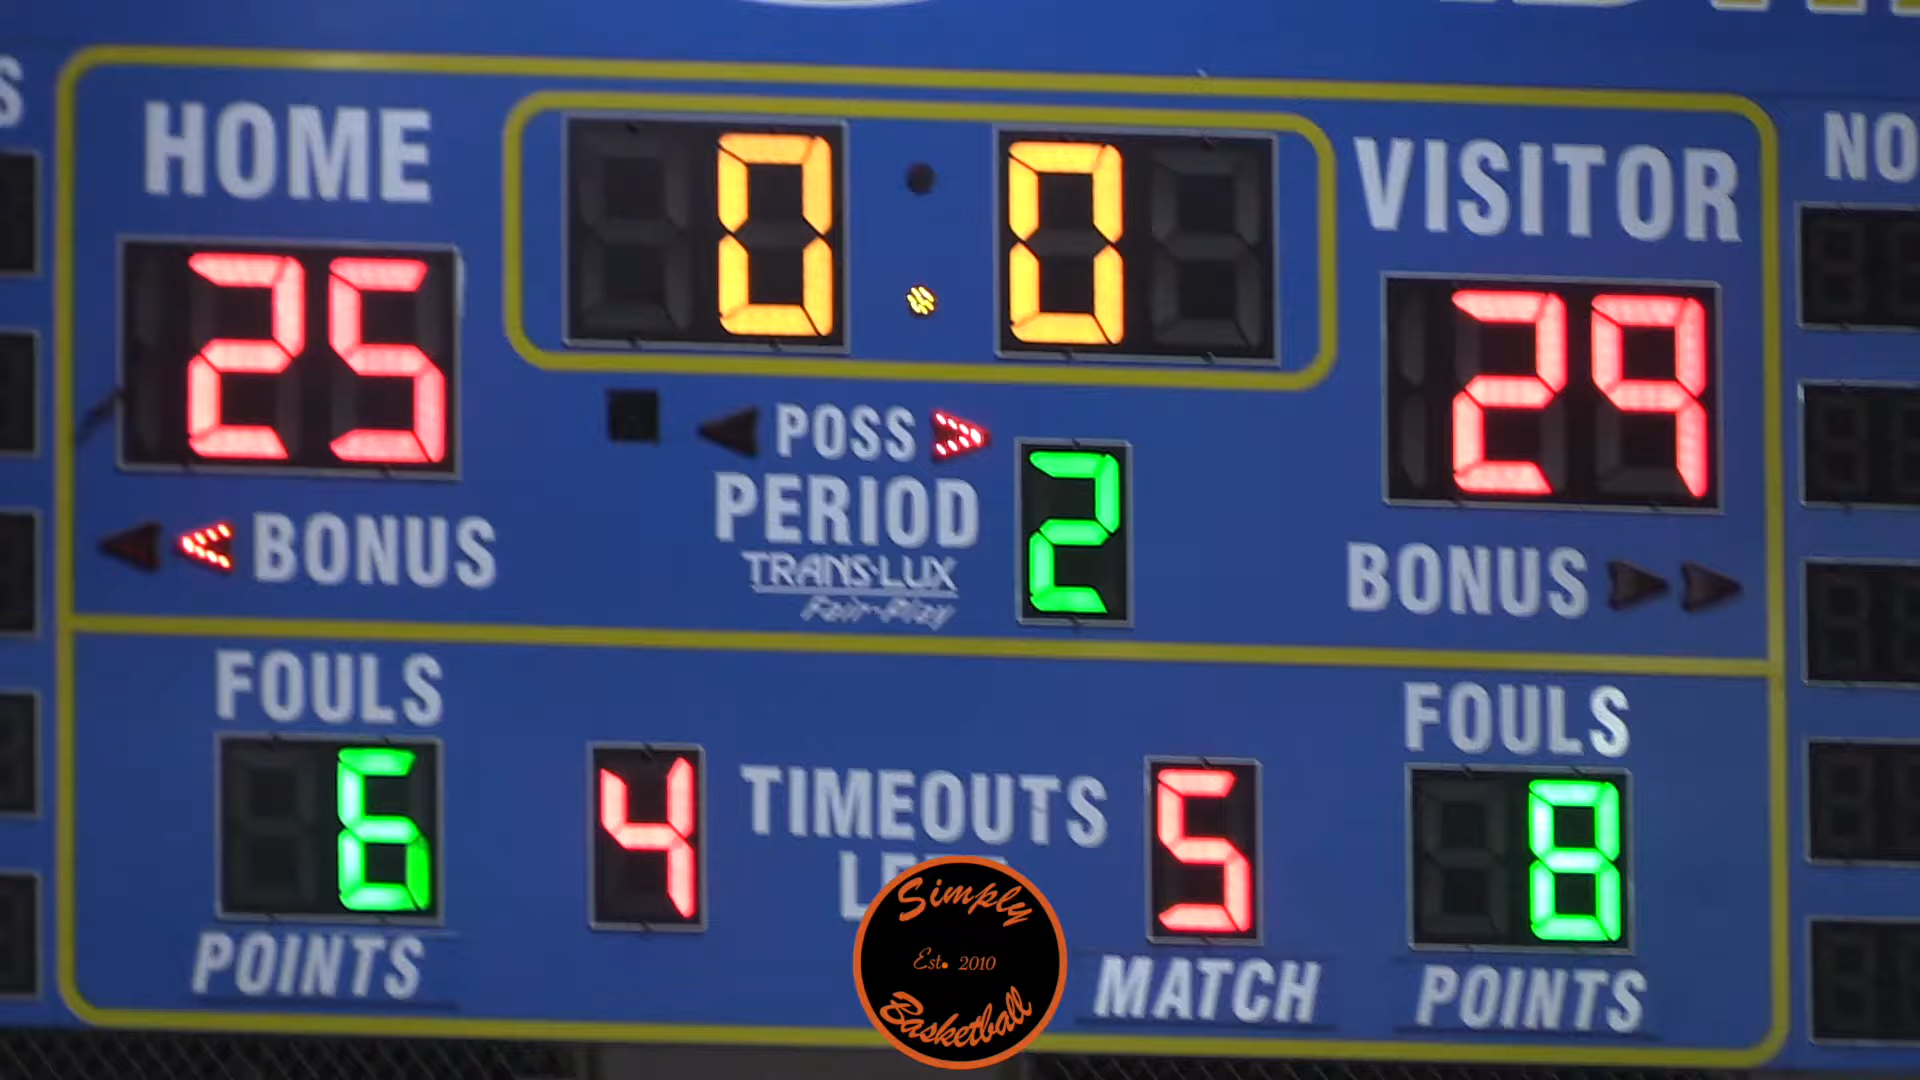 HOME
0.0
VISITOR
NO
25
29
POSS
PERIOD
2
TRANS-LUX
Fair-Play
BONUS
BONUS
FOULS
FOULS
6
4
TIMEOUTS
5
8
POINTS
MATCH
POINTS
Simply
Est. 2010
Basketball